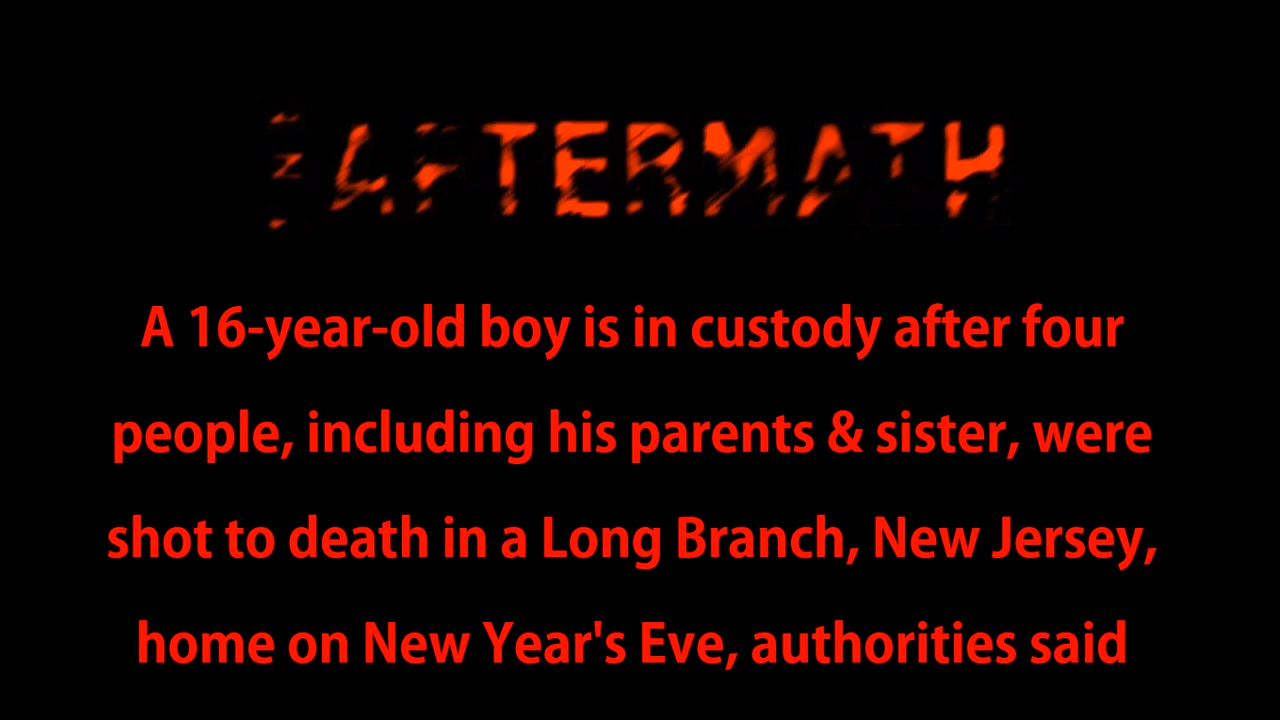 AFTERMATH
A 16-year-old boy is in custody after four
people, including his parents & sister, were
shot to death in a Long Branch, New Jersey,
home on New Year's Eve, authorities said